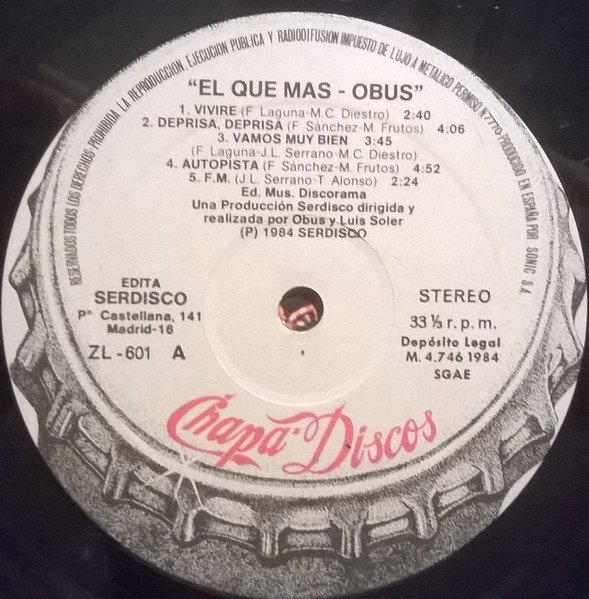 RESERVADOS TODOS LOS DERECHOS PROHIBIDA LA REPRODUCCION, EJECUCION PUBLICA Y RADIODIFUSION IMPUESTO DE LUJO A METALICO PERMISO N.º 7770-PRODUCIDO EN ESPAÑA POR SONIC S.A.
"EL QUE MAS - OBUS"
1. VIVIRE (F Laguna-M.C. Diestro) 2:40
2. DEPRISA, DEPRISA (F. Sánchez-M. Frutos) 4:06
3. VAMOS MUY BIEN 3:45
(F. Laguna-J.L. Serrano-M.C. Diestro)
4. AUTOPISTA (F. Sánchez-M. Frutos) 4:52
5. F.M. (J.L. Serrano-T. Alonso) 2:24
Ed. Mus. Discorama
Una Producción Serdisco dirigida y
realizada por Obus y Luis Soler
(P) 1984 SERDISCO
EDITA
SERDISCO
Pº Castellana, 141
Madrid-16
ZL-601 A
STEREO
33 ⅓ r.p.m.
Depósito Legal
M. 4.746 1984
SGAE
Chapa Discos